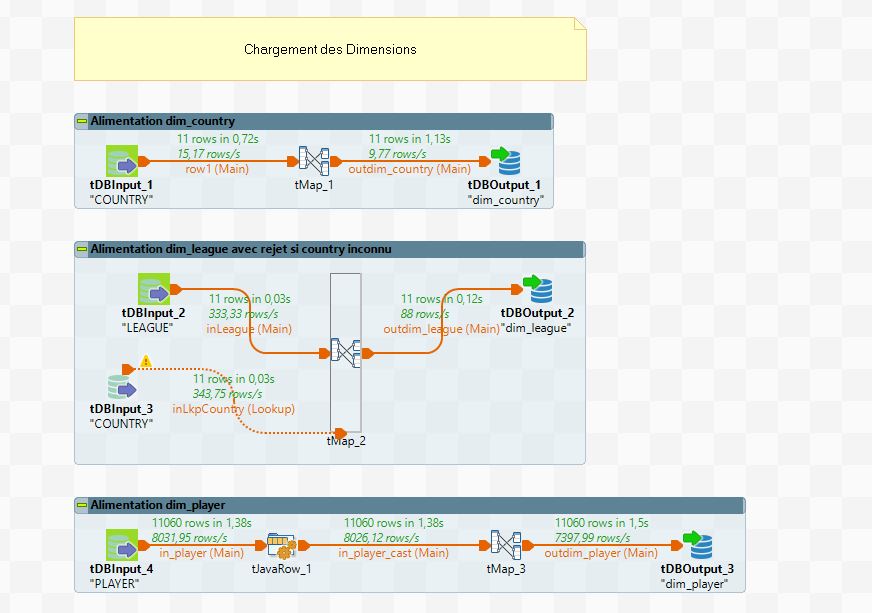 Chargement des Dimensions
Alimentation dim_country
11 rows in 0,72s
15,17 rows/s
row1 (Main)
11 rows in 1,13s
9,77 rows/s
outdim_country (Main)
tDBInput_1
"COUNTRY"
tMap_1
tDBOutput_1
"dim_country"
Alimentation dim_league avec rejet si country inconnu
11 rows in 0,03s
333,33 rows/s
inLeague (Main)
11 rows in 0,12s
88 rows/s
outdim_league (Main)
tDBInput_2
"LEAGUE"
tDBOutput_2
"dim_league"
11 rows in 0,03s
343,75 rows/s
inLkpCountry (Lookup)
tDBInput_3
"COUNTRY"
tMap_2
Alimentation dim_player
11060 rows in 1,38s
8031,95 rows/s
in_player (Main)
11060 rows in 1,38s
8026,12 rows/s
in_player_cast (Main)
11060 rows in 1,5s
7397,99 rows/s
outdim_player (Main)
tDBInput_4
"PLAYER"
tJavaRow_1
tMap_3
tDBOutput_3
"dim_player"